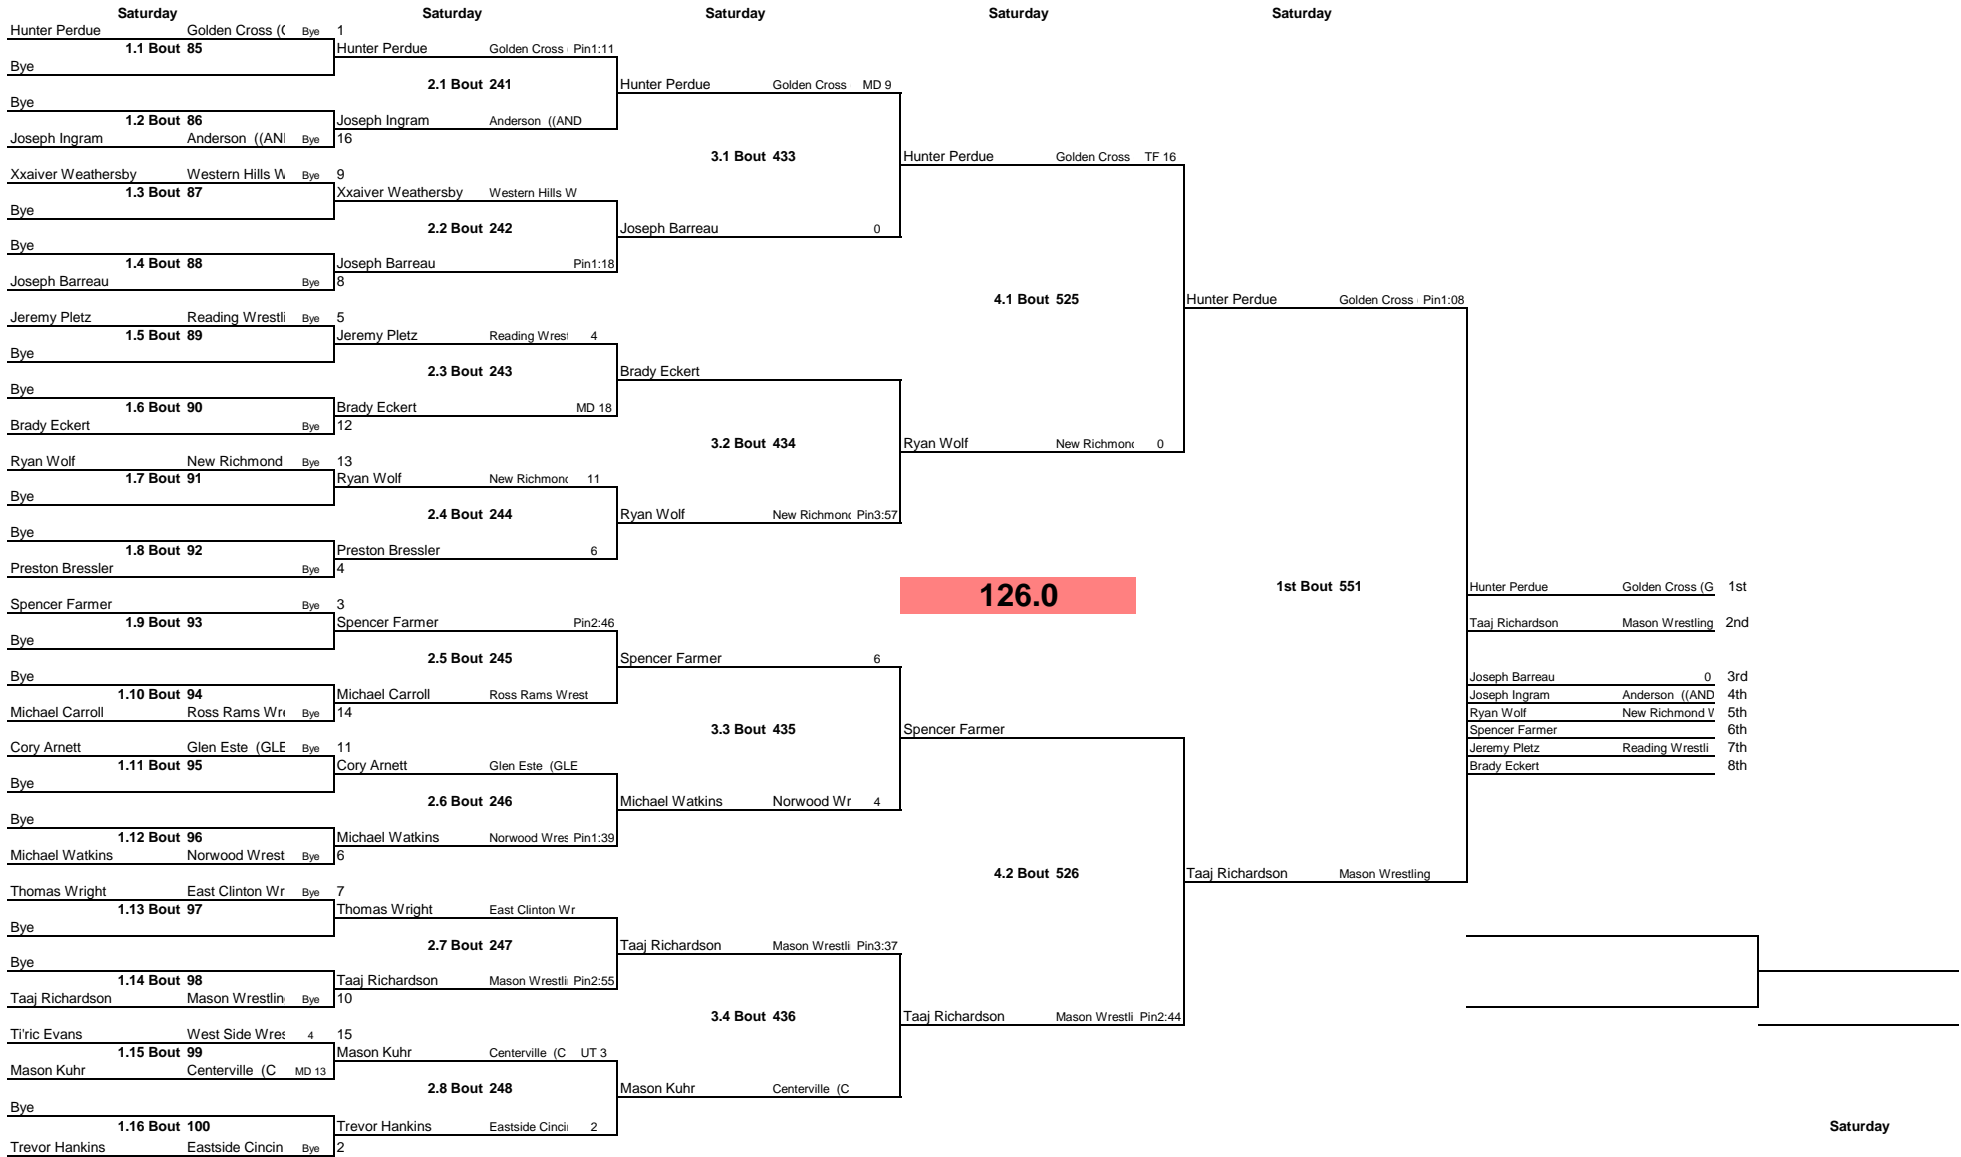 Saturday Saturday Saturday Saturday Saturday
Hunter Perdue Golden Cross (( Bye 1
1.1 Bout 85 Hunter Perdue Golden Cross ( Pin1:11
Bye
2.1 Bout 241 Hunter Perdue Golden Cross MD 9
Bye
1.2 Bout 86 Joseph Ingram Anderson ((AND
Joseph Ingram Anderson ((ANI Bye 16
3.1 Bout 433 Hunter Perdue Golden Cross TF 16
Xxaiver Weathersby Western Hills W Bye 9
1.3 Bout 87 Xxaiver Weathersby Western Hills W
Bye
2.2 Bout 242 Joseph Barreau 0
Bye
1.4 Bout 88 Joseph Barreau Pin1:18
Joseph Barreau Bye 8
4.1 Bout 525 Hunter Perdue Golden Cross ( Pin1:08
Jeremy Pletz Reading Wrestli Bye 5
1.5 Bout 89 Jeremy Pletz Reading Wrest 4
Bye
2.3 Bout 243 Brady Eckert
Bye
1.6 Bout 90 Brady Eckert MD 18
Brady Eckert Bye 12
3.2 Bout 434 Ryan Wolf New Richmond 0
Ryan Wolf New Richmond Bye 13
1.7 Bout 91 Ryan Wolf New Richmond 11
Bye
2.4 Bout 244 Ryan Wolf New Richmond Pin3:57
Bye
1.8 Bout 92 Preston Bressler 6
Preston Bressler Bye 4
126.0 1st Bout 551 Hunter Perdue Golden Cross (G 1st
Spencer Farmer Bye 3
1.9 Bout 93 Spencer Farmer Pin2:46 Taaj Richardson Mason Wrestling 2nd
Bye
2.5 Bout 245 Spencer Farmer 6
Bye Joseph Barreau 0 3rd
1.10 Bout 94 Michael Carroll Ross Rams Wrest Joseph Ingram Anderson ((AND 4th
Michael Carroll Ross Rams Wre Bye 14 Ryan Wolf New Richmond W 5th
3.3 Bout 435 Spencer Farmer Spencer Farmer 6th
Cory Arnett Glen Este (GLE Bye 11 Jeremy Pletz Reading Wrestli 7th
1.11 Bout 95 Cory Arnett Glen Este (GLE Brady Eckert 8th
Bye
2.6 Bout 246 Michael Watkins Norwood Wr 4
Bye
1.12 Bout 96 Michael Watkins Norwood Wres Pin1:39
Michael Watkins Norwood Wrest Bye 6
4.2 Bout 526 Taaj Richardson Mason Wrestling
Thomas Wright East Clinton Wr Bye 7
1.13 Bout 97 Thomas Wright East Clinton Wr
Bye
2.7 Bout 247 Taaj Richardson Mason Wrestli Pin3:37
Bye
1.14 Bout 98 Taaj Richardson Mason Wrestli Pin2:55
Taaj Richardson Mason Wrestlin Bye 10
3.4 Bout 436 Taaj Richardson Mason Wrestli Pin2:44
Ti'ric Evans West Side Wres 4 15
1.15 Bout 99 Mason Kuhr Centerville (C UT 3
Mason Kuhr Centerville (C MD 13
2.8 Bout 248 Mason Kuhr Centerville (C
Bye
1.16 Bout 100 Trevor Hankins Eastside Cinci 2 Saturday
Trevor Hankins Eastside Cincin Bye 2